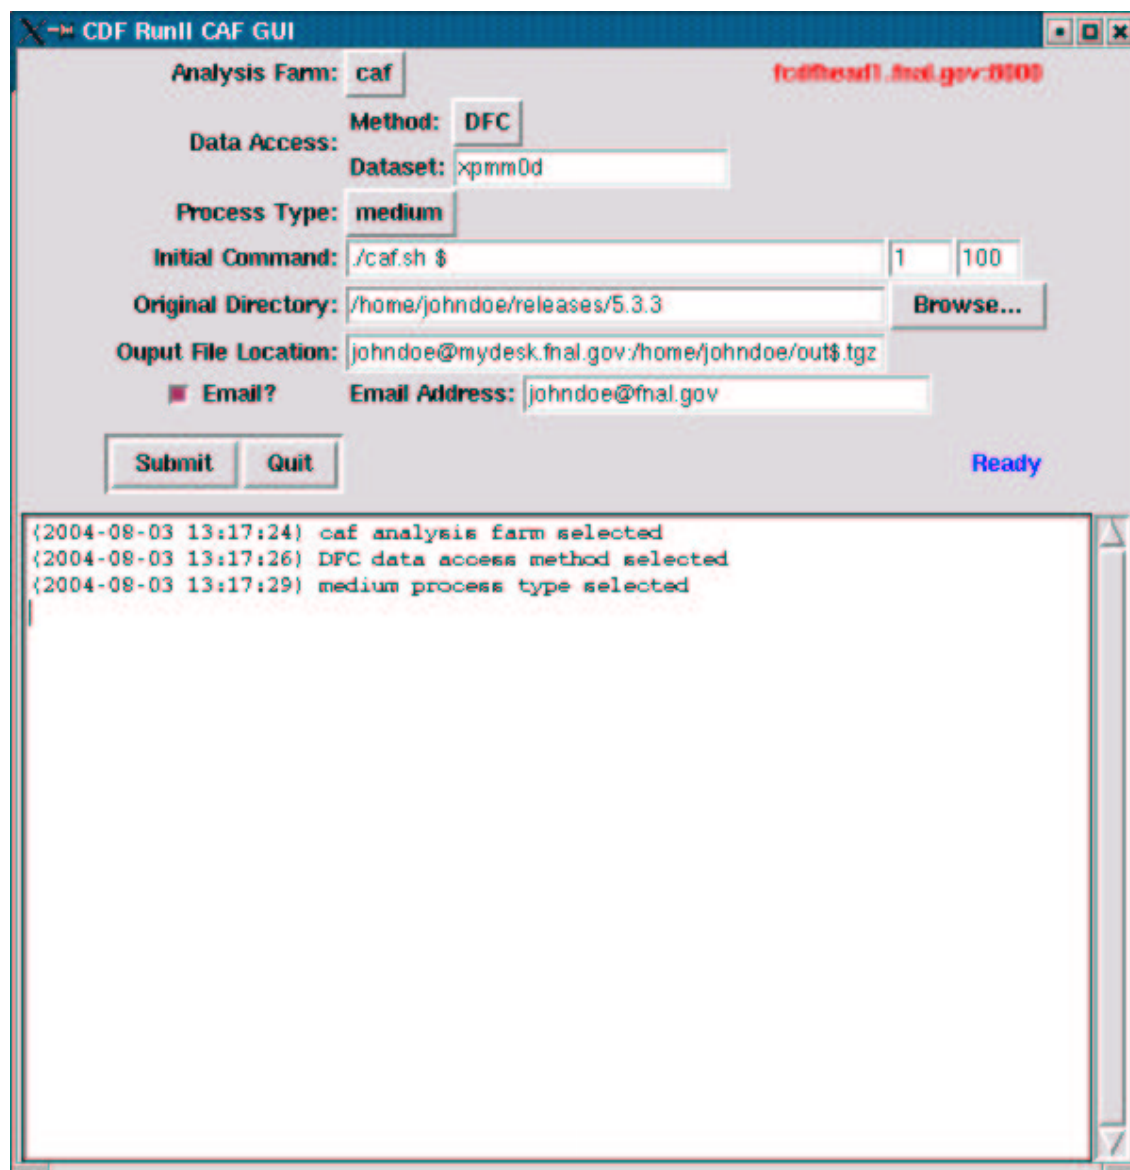 CDF RunII CAF GUI
Analysis Farm: caf fcdfhead1.fnal.gov:8000
Method: DFC
Data Access:
Dataset: xpmm0d
Process Type: medium
Initial Command: ./caf.sh $ 1 100
Original Directory: /home/johndoe/releases/5.3.3 Browse...
Ouput File Location: johndoe@mydesk.fnal.gov:/home/johndoe/out$.tgz
Email? Email Address: johndoe@fnal.gov
Submit Quit Ready
(2004-08-03 13:17:24) caf analysis farm selected
(2004-08-03 13:17:26) DFC data access method selected
(2004-08-03 13:17:29) medium process type selected